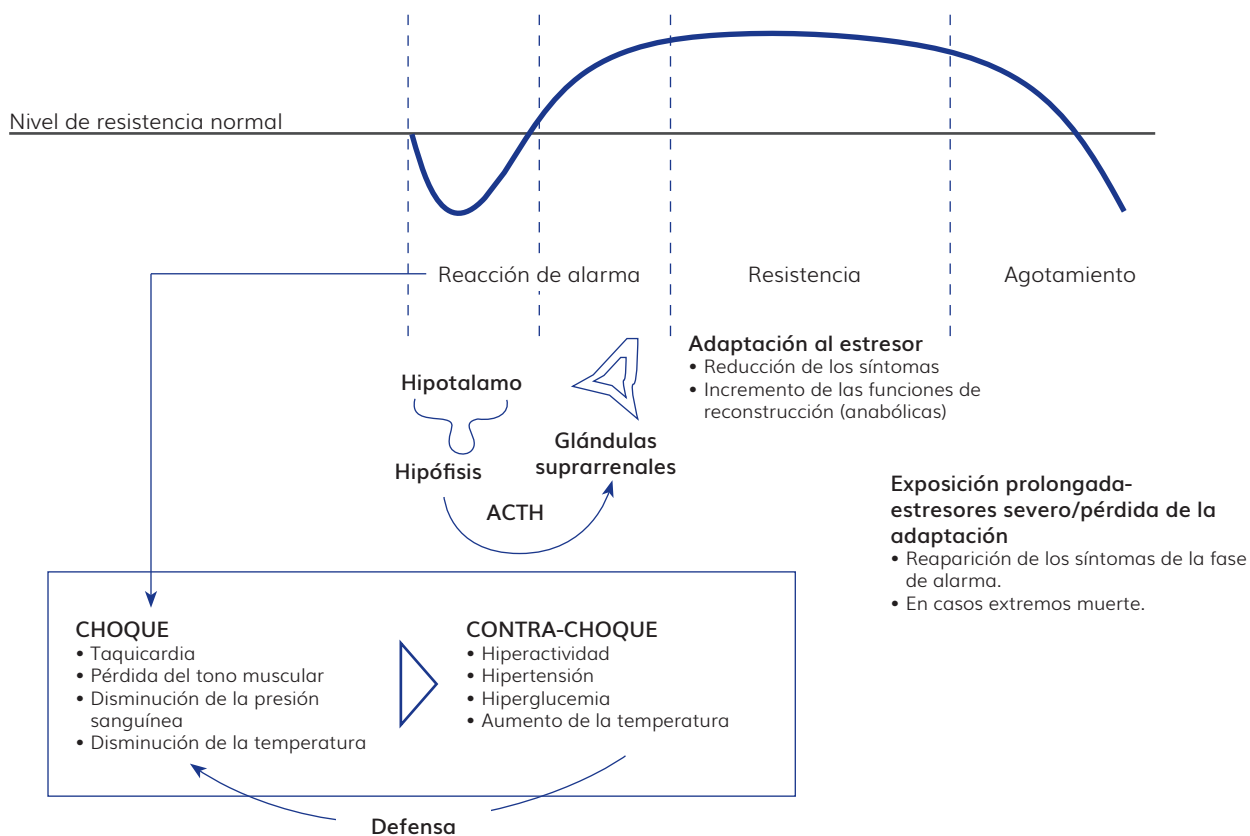 Nivel de resistencia normal
Reacción de alarma
Resistencia
Agotamiento
Adaptación al estresor
• Reducción de los síntomas
• Incremento de las funciones de
reconstrucción (anabólicas)
Hipotalamo
Hipófisis
Glándulas
suprarrenales
ACTH
Exposición prolongada-
estresores severo/pérdida de la
adaptación
• Reaparición de los síntomas de la fase
de alarma.
• En casos extremos muerte.
CHOQUE
• Taquicardia
• Pérdida del tono muscular
• Disminución de la presión
sanguínea
• Disminución de la temperatura
CONTRA-CHOQUE
• Hiperactividad
• Hipertensión
• Hiperglucemia
• Aumento de la temperatura
Defensa